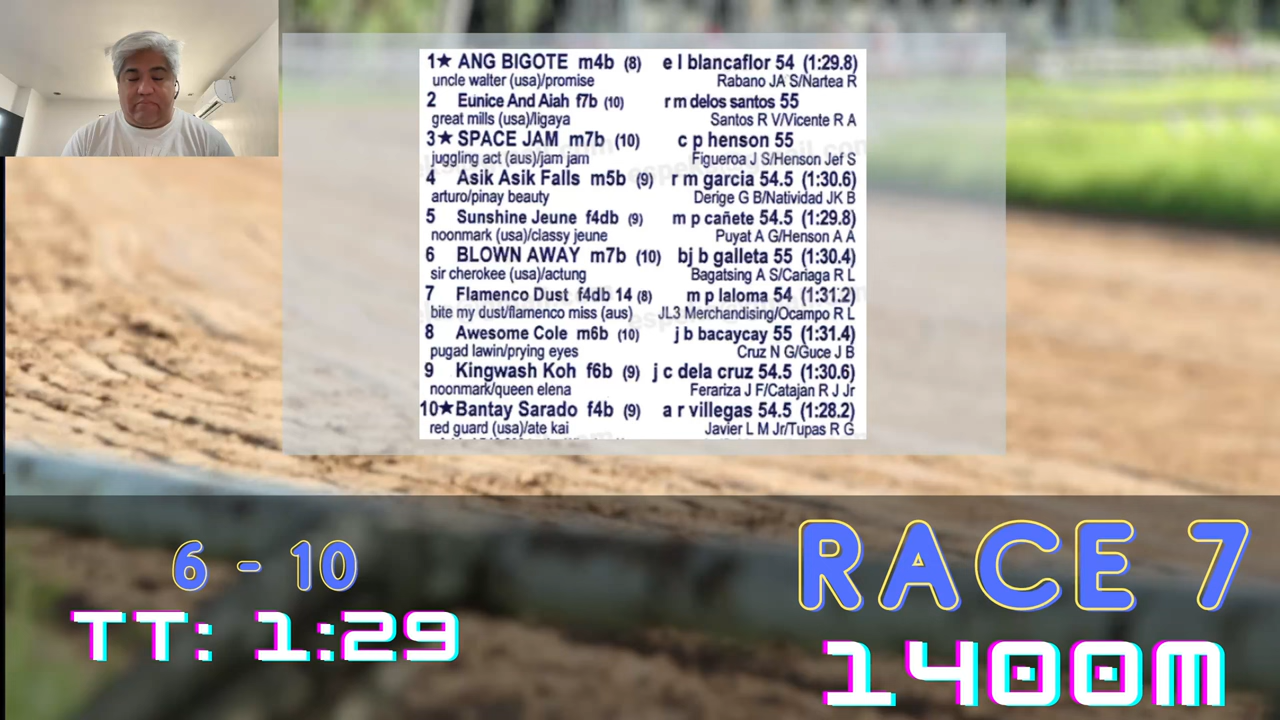 1★ ANG BIGOTE m4b (8) e l blancaflor 54 (1:29.8)
uncle walter (usa)/promise Rabano JA S/Nartea R
2 Eunice And Aiah f7b (10) r m delos santos 55
great mills (usa)/ligaya Santos R V/Vicente R A
3★ SPACE JAM m7b (10) c p henson 55
juggling act (aus)/jam jam Figueroa J S/Henson Jef S
4 Asik Asik Falls m5b (9) r m garcia 54.5 (1:30.6)
arturo/pinay beauty Derige G B/Natividad JK B
5 Sunshine Jeune f4db (9) m p cañete 54.5 (1:29.8)
noonmark (usa)/classy jeune Puyat A G/Henson A A
6 BLOWN AWAY m7b (10) bj b galleta 55 (1:30.4)
sir cherokee (usa)/actung Bagatsing A S/Cariaga R L
7 Flamenco Dust f4db 14 (8) m p laloma 54 (1:31.2)
bite my dust/flamenco miss (aus) JL3 Merchandising/Ocampo R L
8 Awesome Cole m6b (10) j b bacaycay 55 (1:31.4)
pugad lawin/prying eyes Cruz N G/Guce J B
9 Kingwash Koh f6b (9) j c dela cruz 54.5 (1:30.6)
noonmark/queen elena Ferariza J F/Catajan R J Jr
10★Bantay Sarado f4b (9) a r villegas 54.5 (1:28.2)
red guard (usa)/ate kai Javier L M Jr/Tupas R G
6 - 10
TT: 1:29
RACE 7
1400M